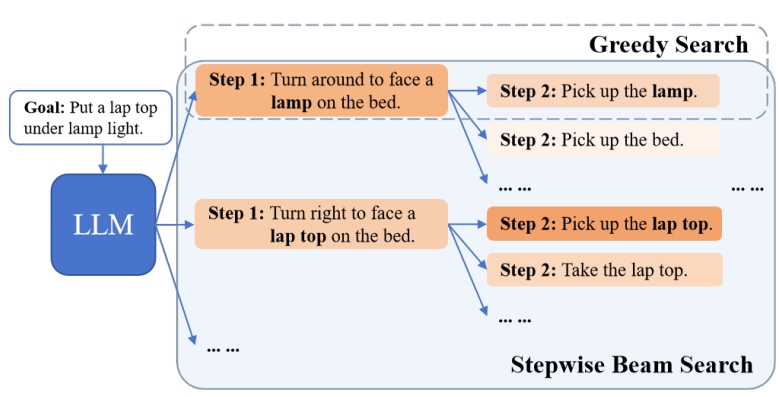 Greedy Search
Goal: Put a lap top
under lamp light.
LLM
Step 1: Turn around to face a
lamp on the bed.
Step 2: Pick up the lamp.
Step 2: Pick up the bed.
... ...
... ...
Step 1: Turn right to face a
lap top on the bed.
Step 2: Pick up the lap top.
Step 2: Take the lap top.
... ...
... ...
Stepwise Beam Search